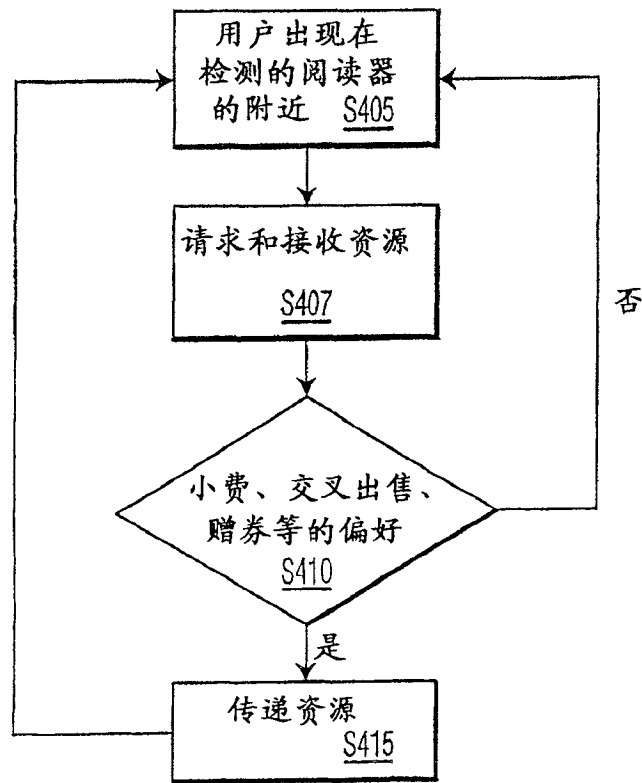 用户出现在
检测的阅读器
的附近 S405
请求和接收资源
S407
否
小费、交叉出售、
赠券等的偏好
S410
是
传递资源
S415